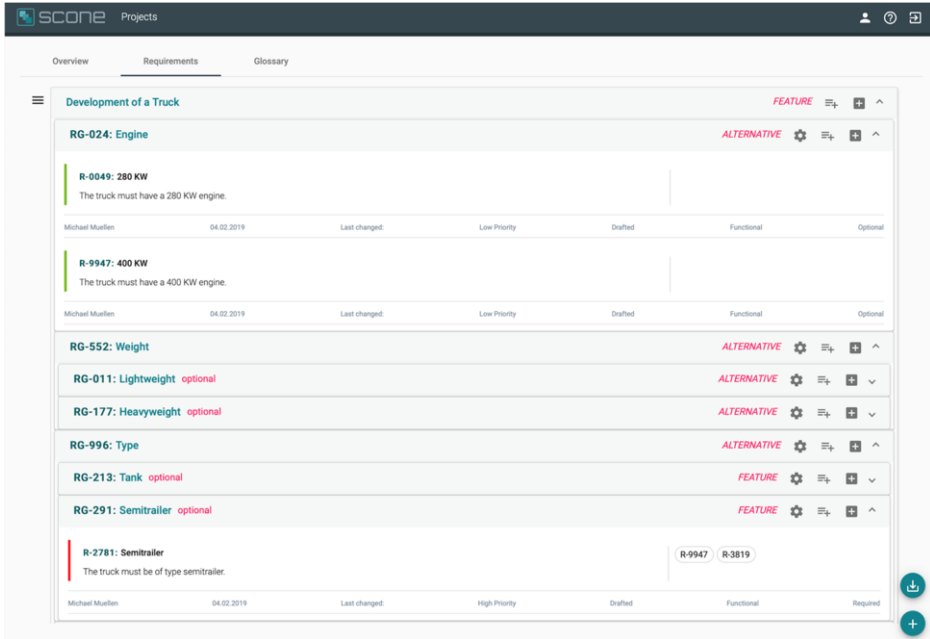 scone Projects
Overview Requirements Glossary
Development of a Truck FEATURE
RG-024: Engine ALTERNATIVE
R-0049: 280 KW
The truck must have a 280 KW engine.
Michael Muellen 04.02.2019 Last changed: Low Priority Drafted Functional Optional
R-9947: 400 KW
The truck must have a 400 KW engine.
Michael Muellen 04.02.2019 Last changed: Low Priority Drafted Functional Optional
RG-552: Weight ALTERNATIVE
RG-011: Lightweight optional ALTERNATIVE
RG-177: Heavyweight optional ALTERNATIVE
RG-996: Type ALTERNATIVE
RG-213: Tank optional FEATURE
RG-291: Semitrailer optional FEATURE
R-2781: Semitrailer R-9947 R-3819
The truck must be of type semitrailer.
Michael Muellen 04.02.2019 Last changed: High Priority Drafted Functional Required